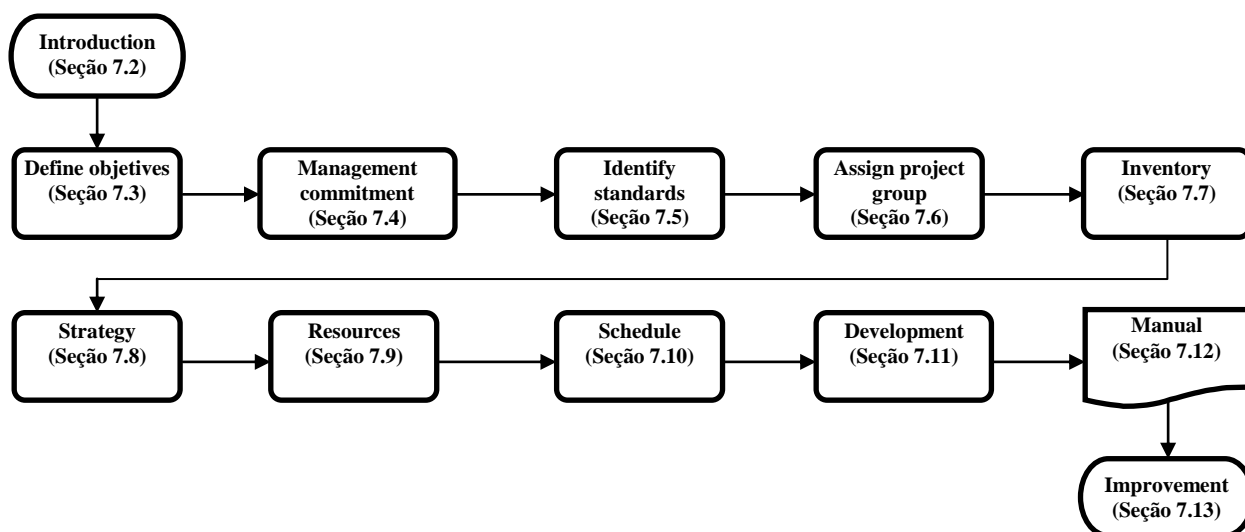 Introduction
(Seção 7.2)
Define objetives
(Seção 7.3)
Management
commitment
(Seção 7.4)
Identify
standards
(Seção 7.5)
Assign project
group
(Seção 7.6)
Inventory
(Seção 7.7)
Strategy
(Seção 7.8)
Resources
(Seção 7.9)
Schedule
(Seção 7.10)
Development
(Seção 7.11)
Manual
(Seção 7.12)
Improvement
(Seção 7.13)